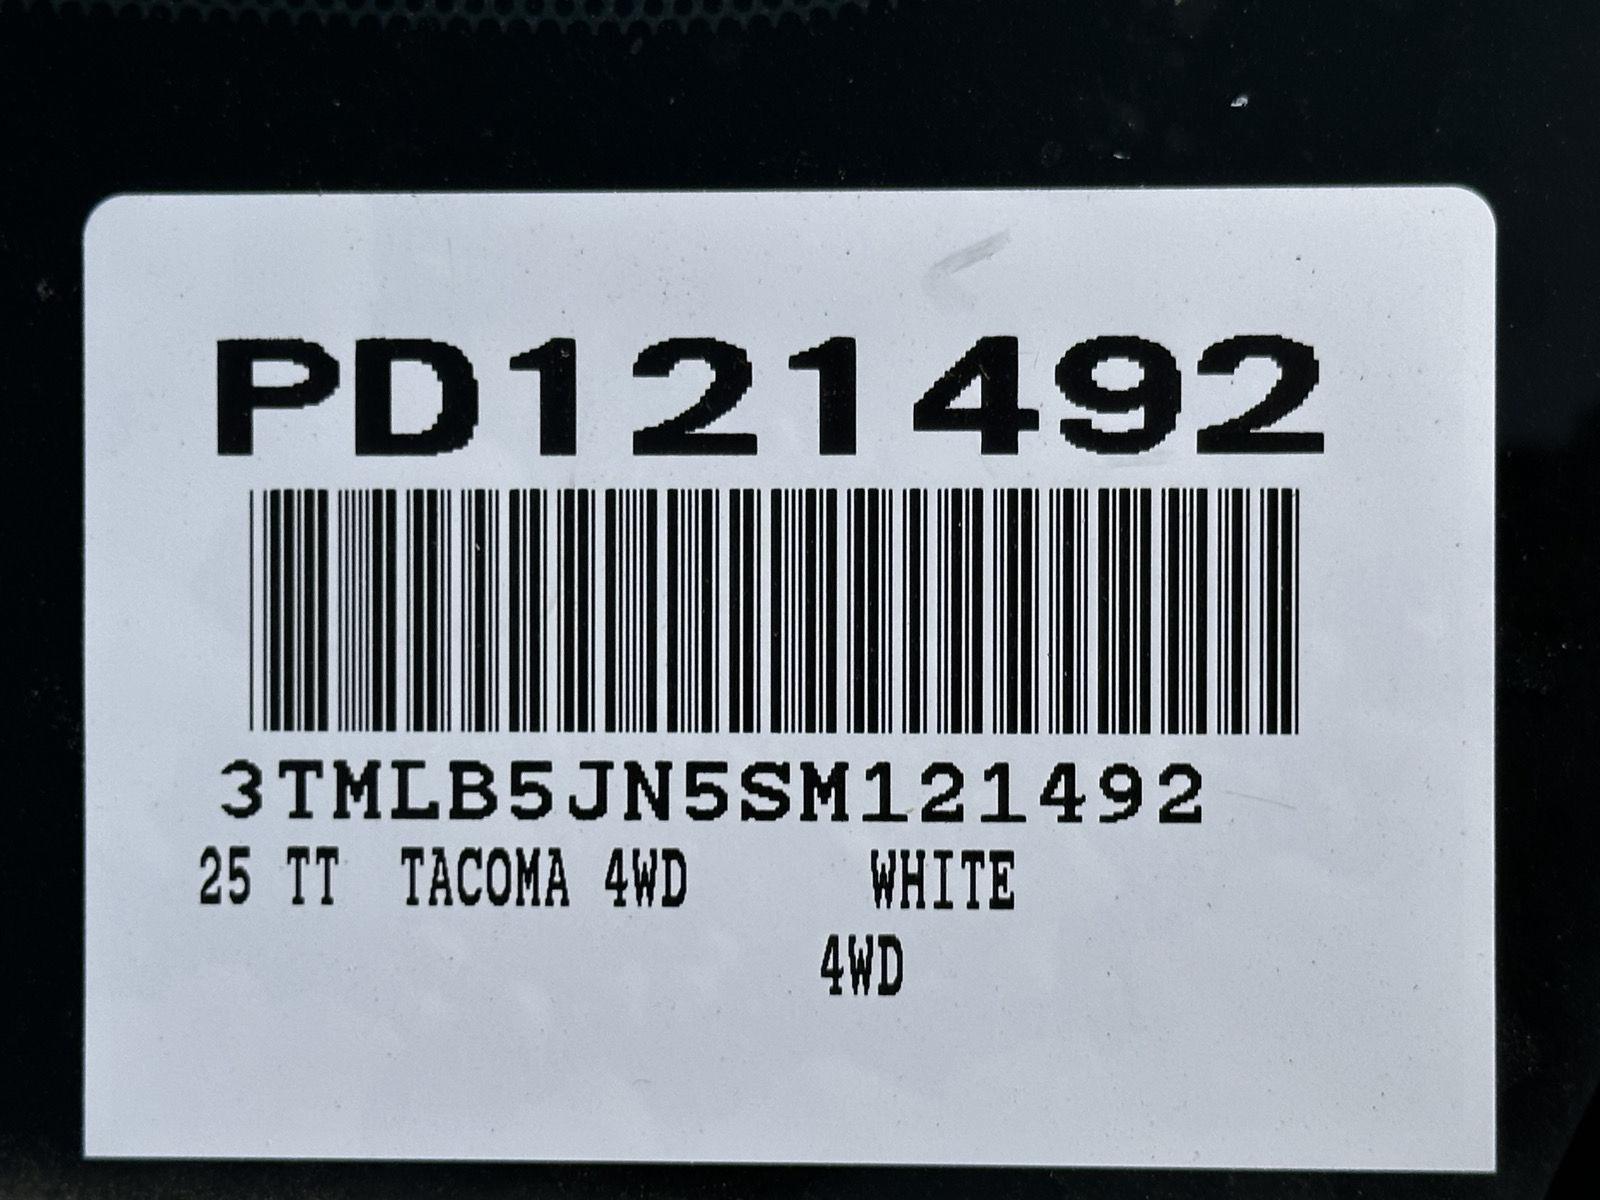 PD121492
3TMLB5JN5SM121492
25 TT TACOMA 4WD WHITE
4WD